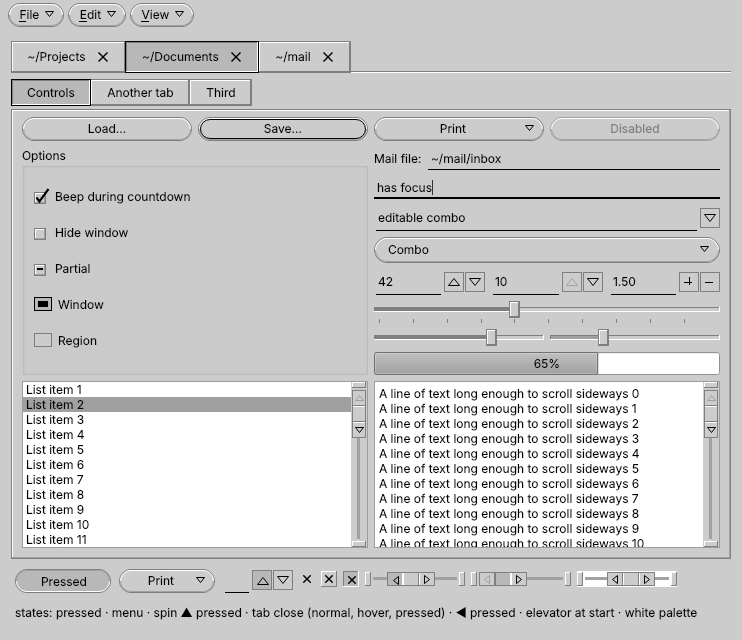 File Edit View
~/Projects ~/Documents ~/mail
Controls Another tab Third
Load... Save... Print Disabled
Options
Mail file: ~/mail/inbox
has focus
Beep during countdown
editable combo
Hide window
Combo
Partial
42 10 1.50
Window
Region
65%
List item 1
List item 2
List item 3
List item 4
List item 5
List item 6
List item 7
List item 8
List item 9
List item 10
List item 11
A line of text long enough to scroll sideways 0
A line of text long enough to scroll sideways 1
A line of text long enough to scroll sideways 2
A line of text long enough to scroll sideways 3
A line of text long enough to scroll sideways 4
A line of text long enough to scroll sideways 5
A line of text long enough to scroll sideways 6
A line of text long enough to scroll sideways 7
A line of text long enough to scroll sideways 8
A line of text long enough to scroll sideways 9
A line of text long enough to scroll sideways 10
Pressed Print
states: pressed · menu · spin ▲ pressed · tab close (normal, hover, pressed) · ◀ pressed · elevator at start · white palette